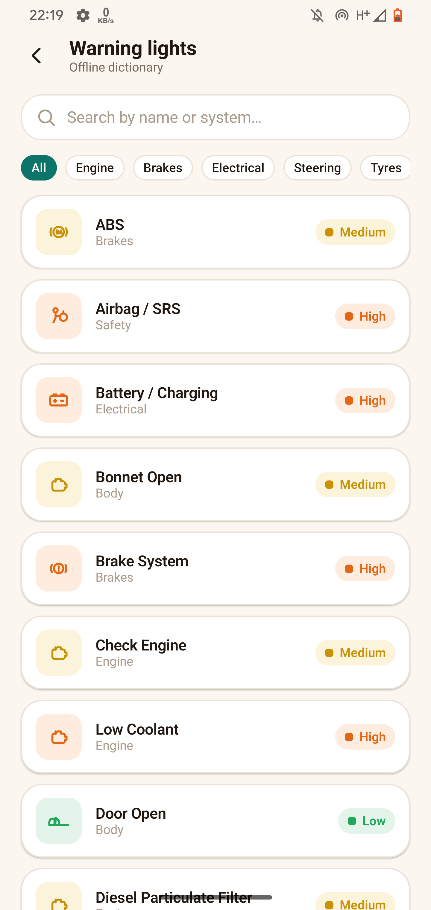 22:19 0 KB/s H+
Warning lights
Offline dictionary
Search by name or system...
All Engine Brakes Electrical Steering Tyres
ABS
Brakes
Medium
Airbag / SRS
Safety
High
Battery / Charging
Electrical
High
Bonnet Open
Body
Medium
Brake System
Brakes
High
Check Engine
Engine
Medium
Low Coolant
Engine
High
Door Open
Body
Low
Diesel Particulate Filter
Medium